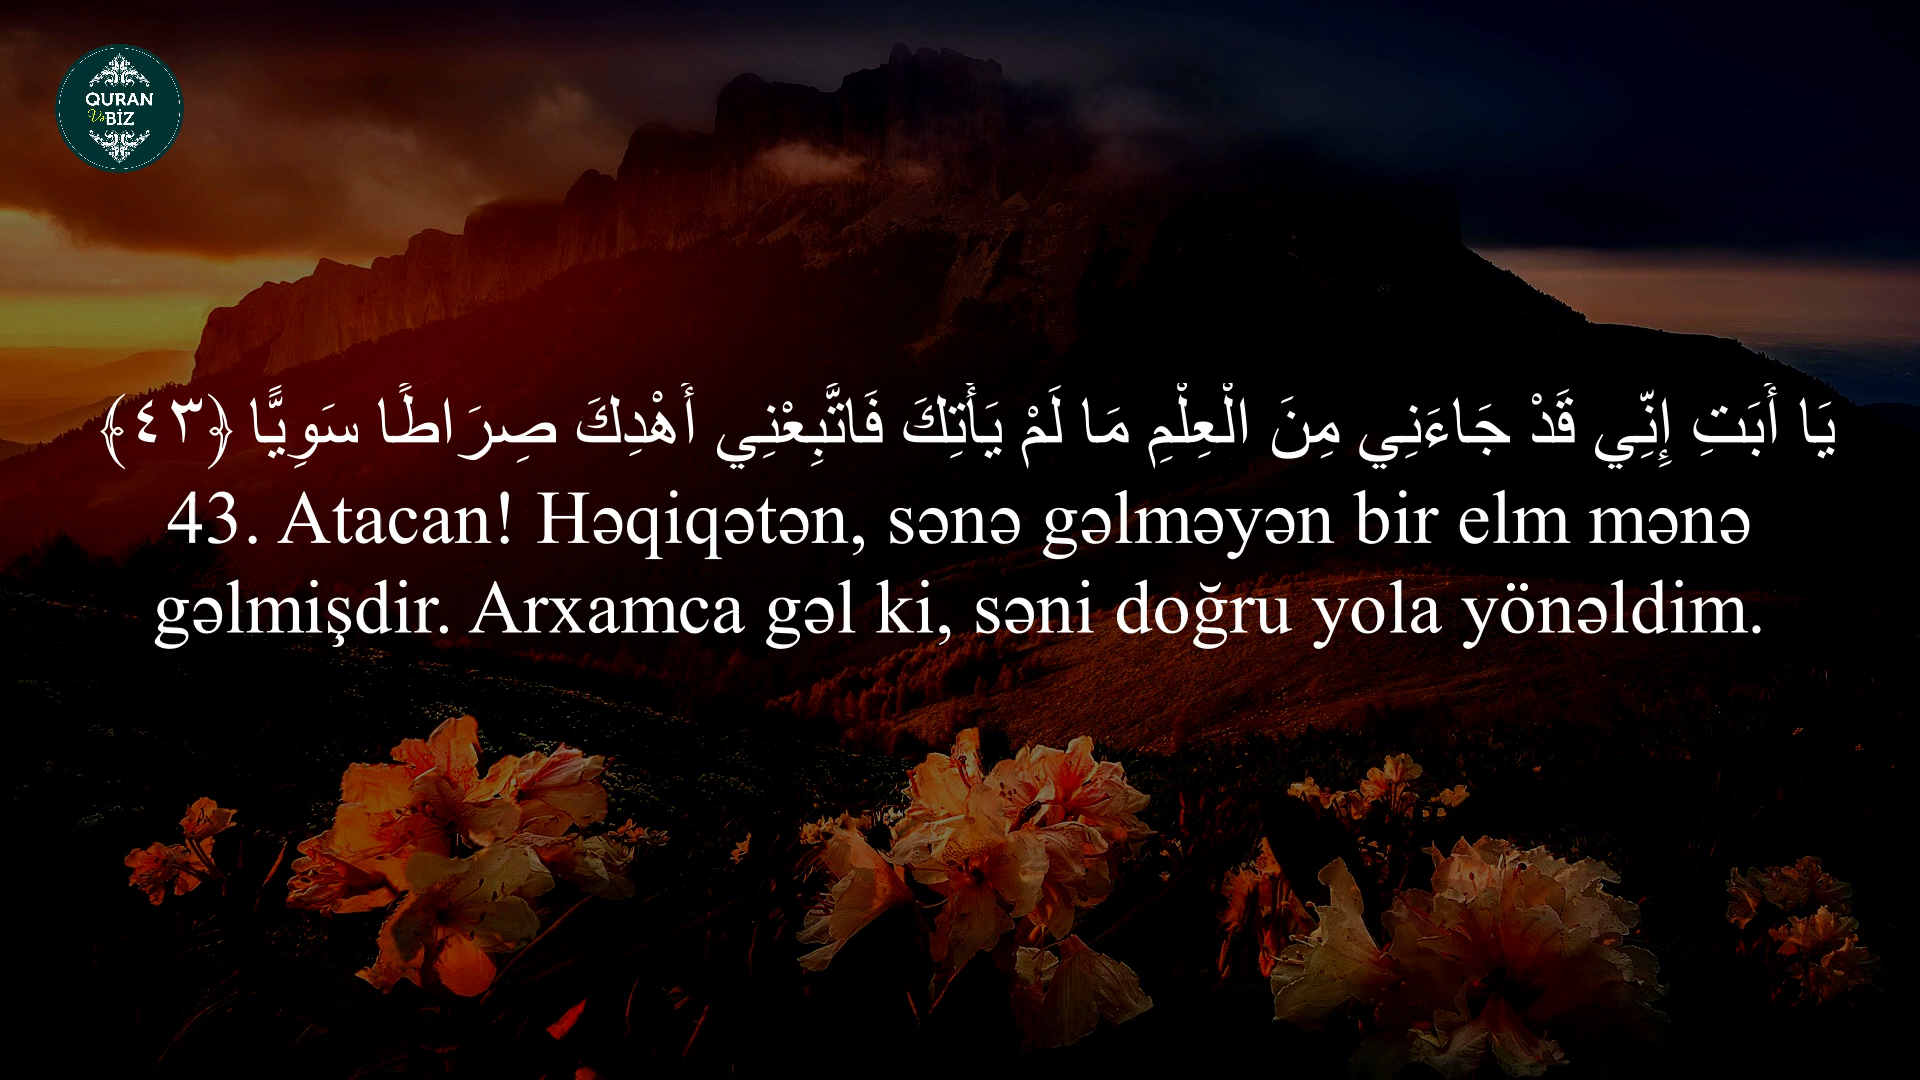 QURAN
Və BİZ
يَا أَبَتِ إِنِّي قَدْ جَاءَنِي مِنَ الْعِلْمِ مَا لَمْ يَأْتِكَ فَاتَّبِعْنِي أَهْدِكَ صِرَاطًا سَوِيًّا ﴿٤٣﴾
43. Atacan! Həqiqətən, sənə gəlməyən bir elm mənə
gəlmişdir. Arxamca gəl ki, səni doğru yola yönəldim.